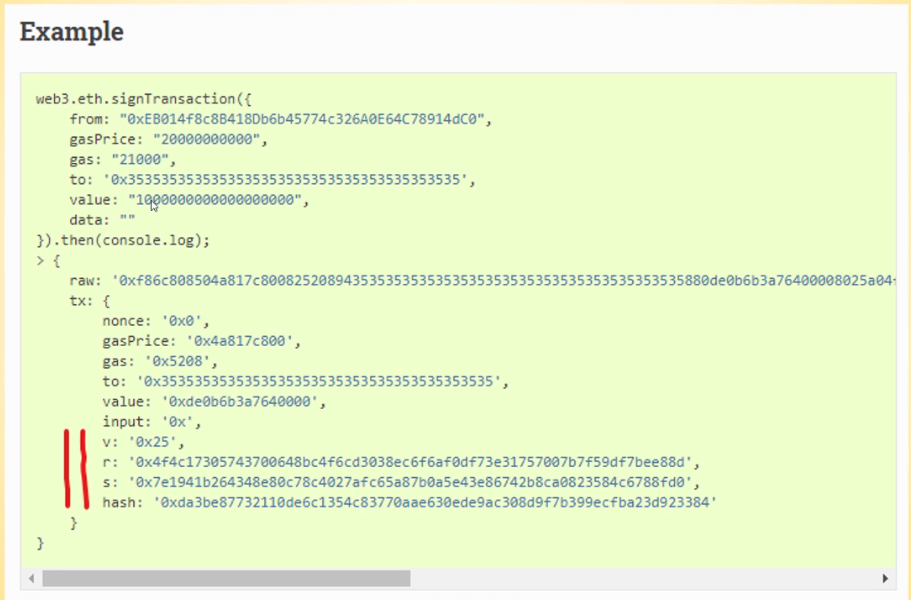 Example
web3.eth.signTransaction({
    from: "0xEB014f8c8B418Db6b45774c326A0E64C78914dC0",
    gasPrice: "20000000000",
    gas: "21000",
    to: '0x3535353535353535353535353535353535353535',
    value: "1000000000000000000",
    data: ""
}).then(console.log);
> {
    raw: '0xf86c808504a817c800825208943535353535353535353535353535353535353535880de0b6b3a76400008025a04
    tx: {
        nonce: '0x0',
        gasPrice: '0x4a817c800',
        gas: '0x5208',
        to: '0x3535353535353535353535353535353535353535',
        value: '0xde0b6b3a7640000',
        input: '0x',
        v: '0x25',
        r: '0x4f4c17305743700648bc4f6cd3038ec6f6af0df73e31757007b7f59df7bee88d',
        s: '0x7e1941b264348e80c78c4027afc65a87b0a5e43e86742b8ca0823584c6788fd0',
        hash: '0xda3be87732110de6c1354c83770aae630ede9ac308d9f7b399ecfba23d923384'
    }
}